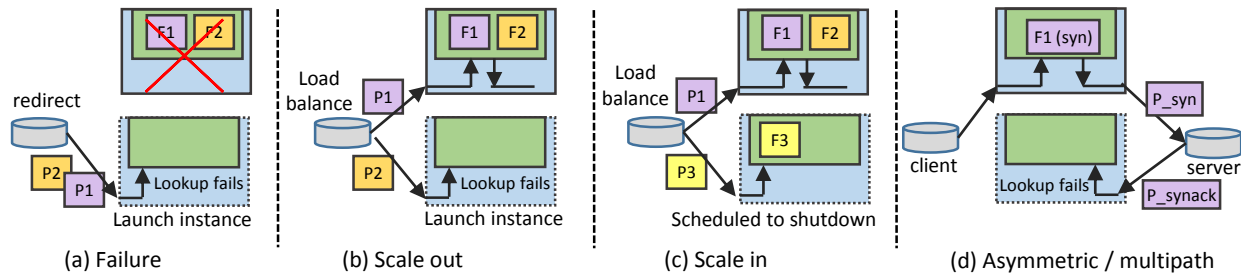 F1 F2
redirect
P2
P1
Lookup fails
Launch instance
(a) Failure
F1 F2
Load
balance
P1
P2
Lookup fails
Launch instance
(b) Scale out
F1 F2
Load
balance
P1
F3
P3
Scheduled to shutdown
(c) Scale in
F1 (syn)
P_syn
client
server
Lookup fails
P_synack
(d) Asymmetric / multipath